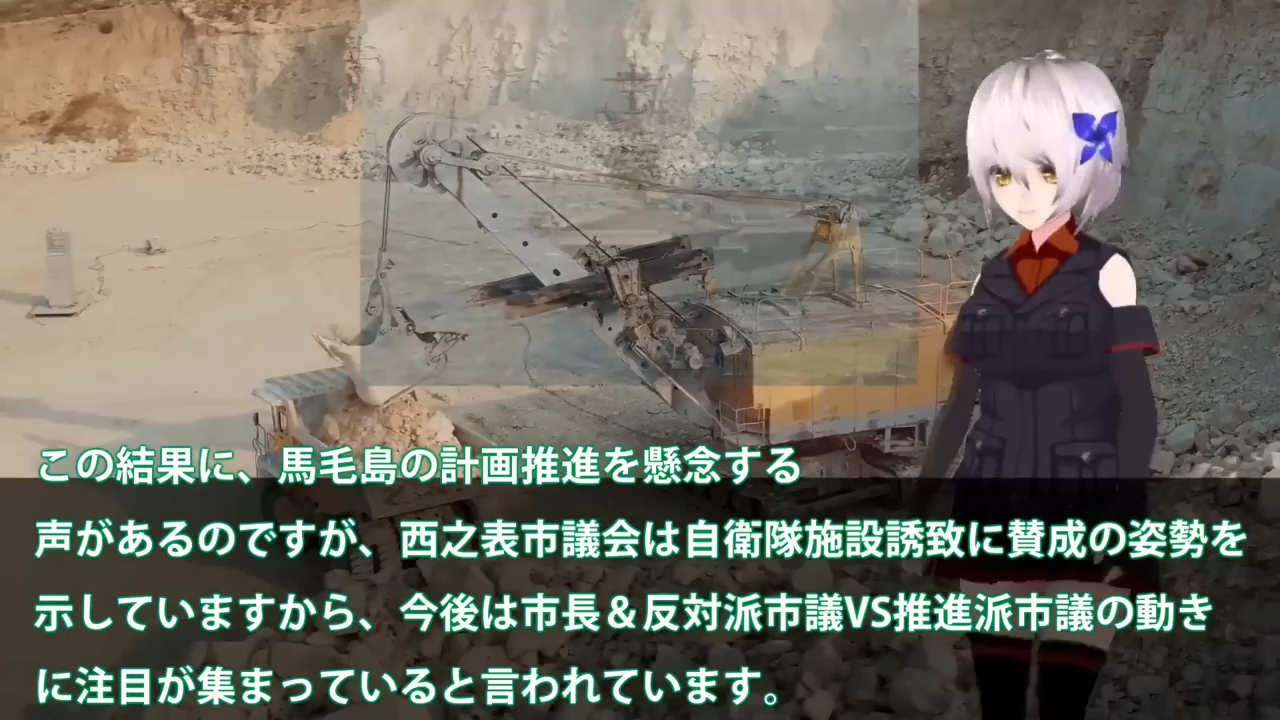 この結果に、馬毛島の計画推進を懸念する
声があるのですが、西之表市議会は自衛隊施設誘致に賛成の姿勢を
示していますから、今後は市長＆反対派市議VS推進派市議の動き
に注目が集まっていると言われています。